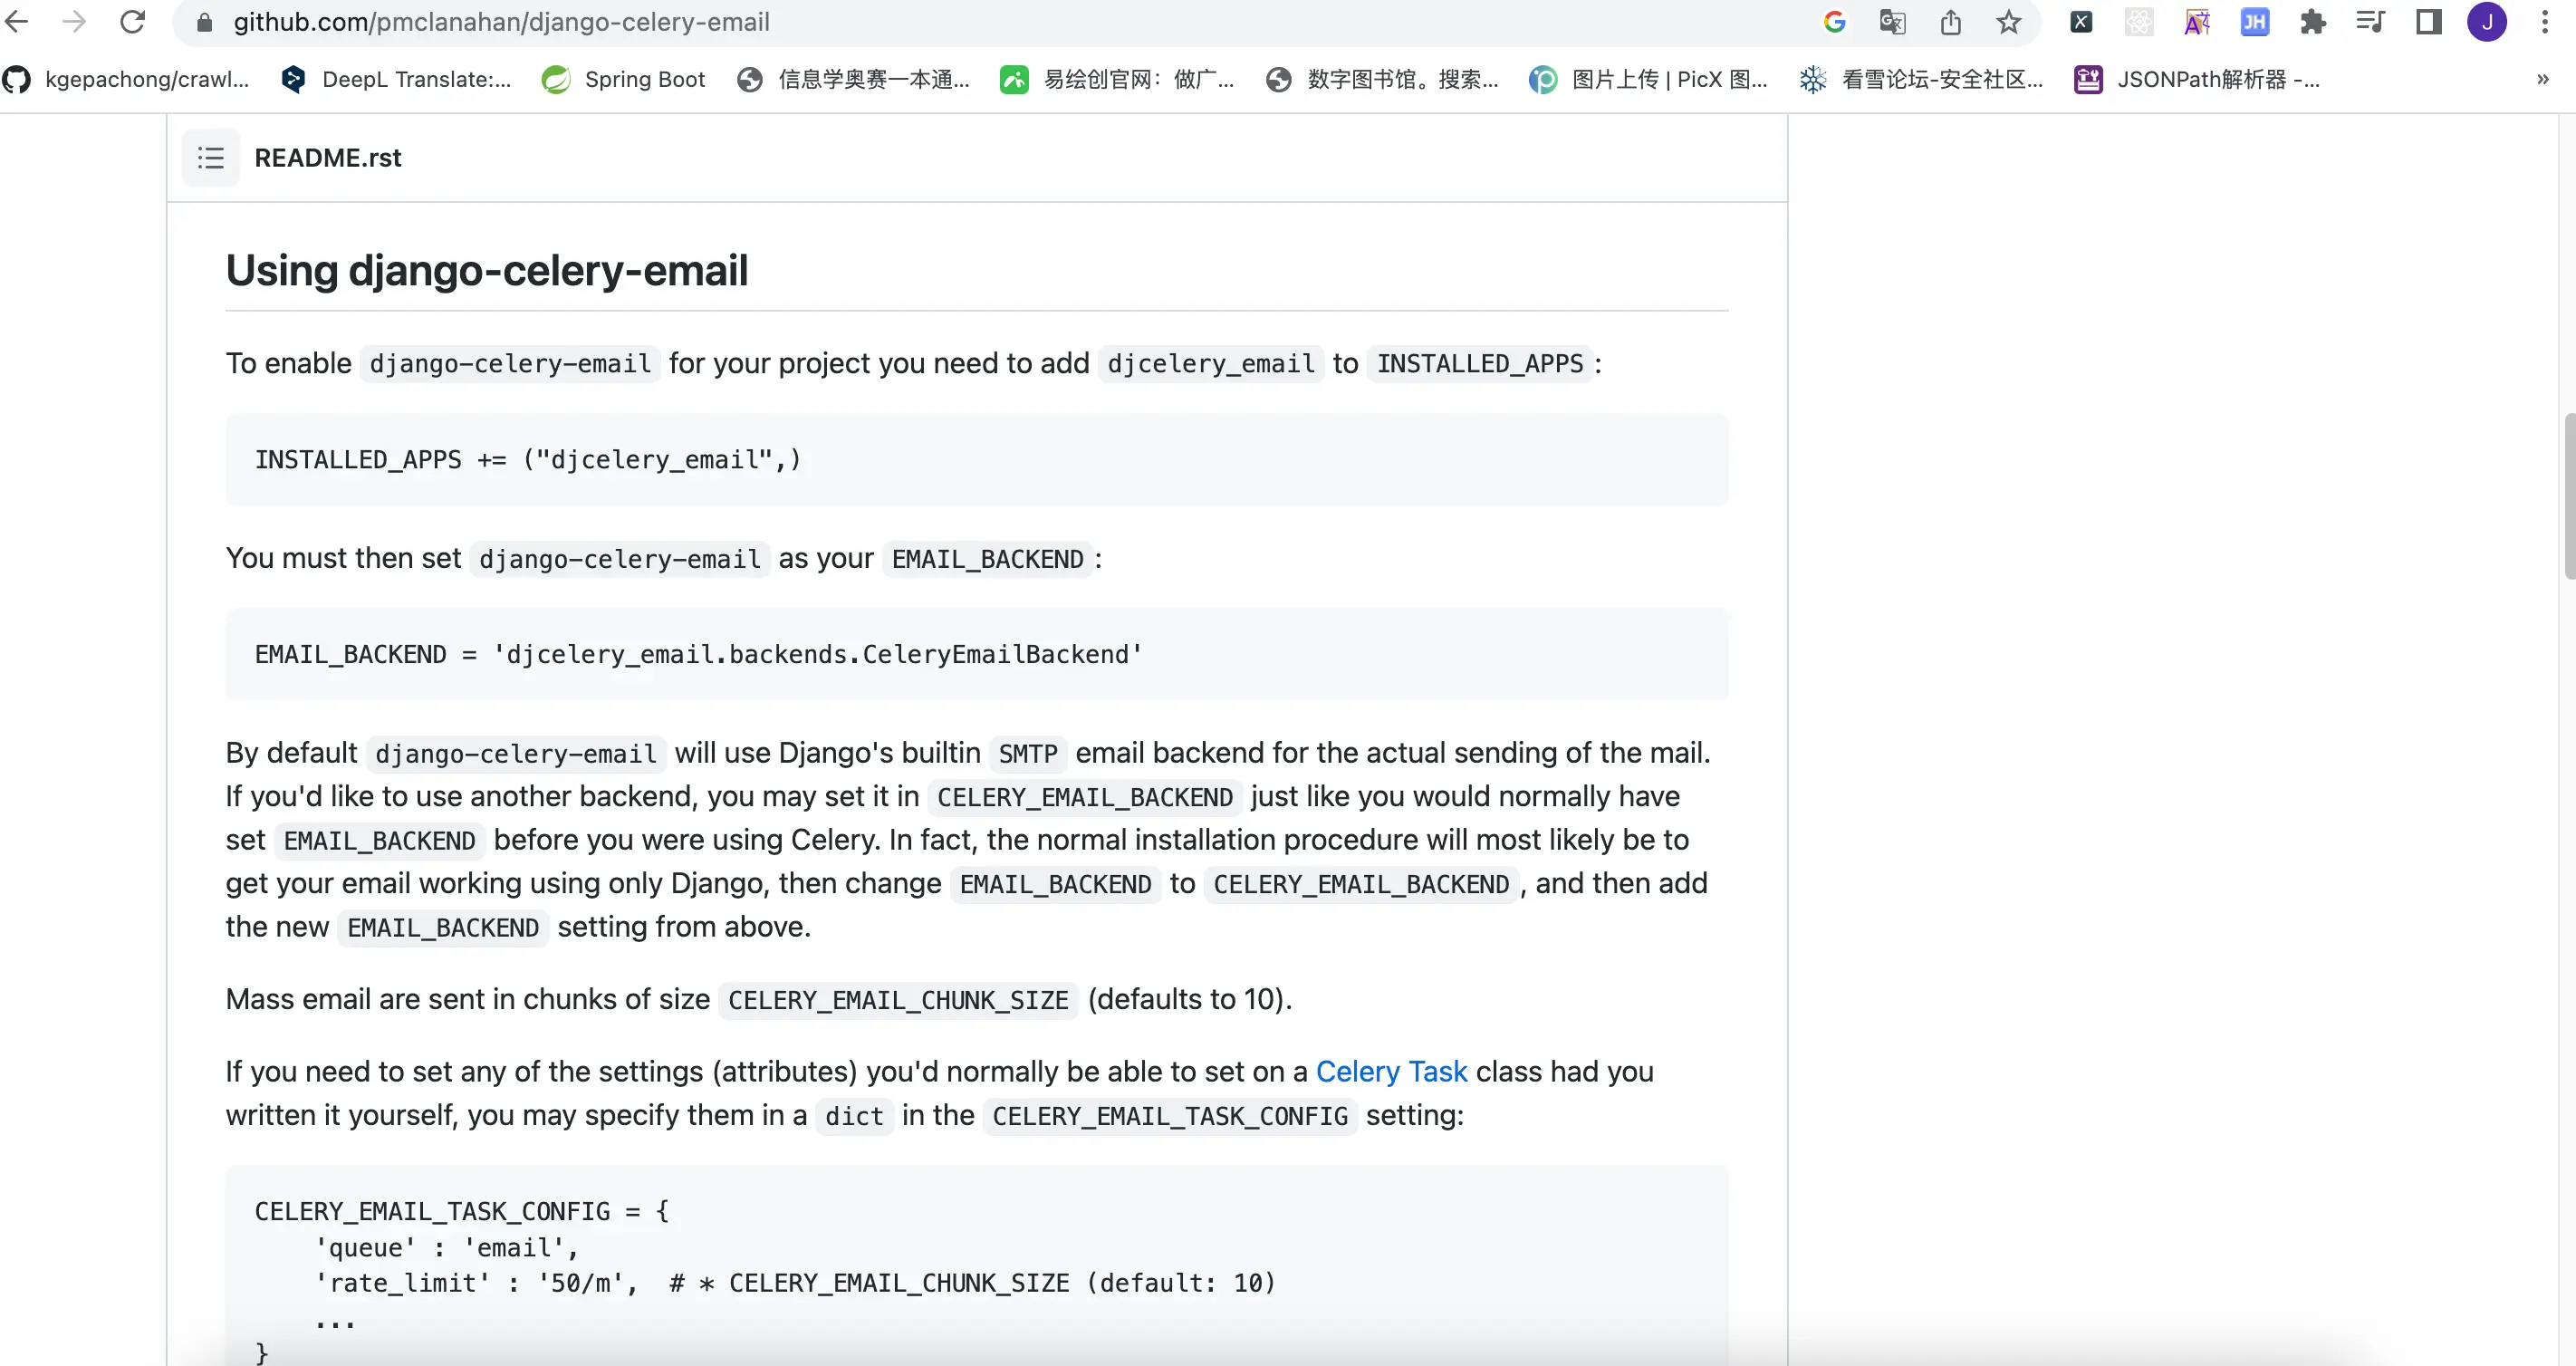 github.com/pmclanahan/django-celery-email
JH
J
kgepachong/crawl...
DeepL Translate:...
Spring Boot
信息学奥赛一本通...
易绘创官网：做广...
数字图书馆。搜索...
图片上传 | PicX 图...
看雪论坛-安全社区...
JSONPath解析器 -...
»
README.rst
Using django-celery-email
To enable django-celery-email for your project you need to add djcelery_email to INSTALLED_APPS:
INSTALLED_APPS += ("djcelery_email",)
You must then set django-celery-email as your EMAIL_BACKEND:
EMAIL_BACKEND = 'djcelery_email.backends.CeleryEmailBackend'
By default django-celery-email will use Django's builtin SMTP email backend for the actual sending of the mail.
If you'd like to use another backend, you may set it in CELERY_EMAIL_BACKEND just like you would normally have
set EMAIL_BACKEND before you were using Celery. In fact, the normal installation procedure will most likely be to
get your email working using only Django, then change EMAIL_BACKEND to CELERY_EMAIL_BACKEND, and then add
the new EMAIL_BACKEND setting from above.
Mass email are sent in chunks of size CELERY_EMAIL_CHUNK_SIZE (defaults to 10).
If you need to set any of the settings (attributes) you'd normally be able to set on a Celery Task class had you
written it yourself, you may specify them in a dict in the CELERY_EMAIL_TASK_CONFIG setting:
CELERY_EMAIL_TASK_CONFIG = {
    'queue' : 'email',
    'rate_limit' : '50/m',  # * CELERY_EMAIL_CHUNK_SIZE (default: 10)
    ...
}